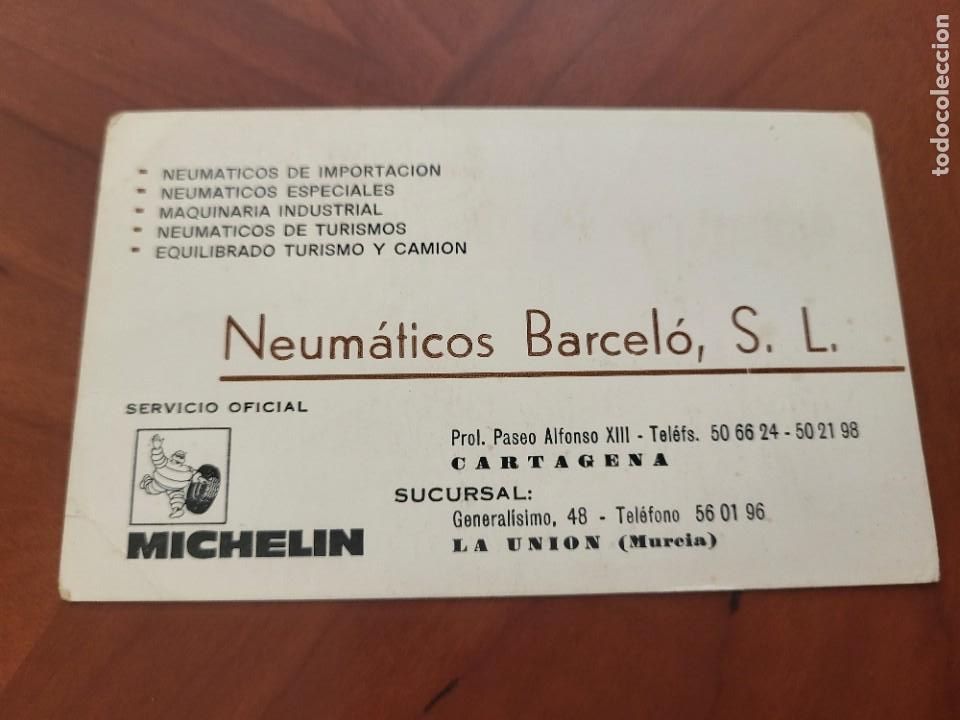 - NEUMATICOS DE IMPORTACION
- NEUMATICOS ESPECIALES
- MAQUINARIA INDUSTRIAL
- NEUMATICOS DE TURISMOS
- EQUILIBRADO TURISMO Y CAMION
Neumáticos Barceló, S. L.
SERVICIO OFICIAL
MICHELIN
Prol. Paseo Alfonso XIII - Teléfs. 50 66 24 - 50 21 98
CARTAGENA
SUCURSAL:
Generalísimo, 48 - Teléfono 56 01 96
LA UNION (Murcia)
todocoleccion